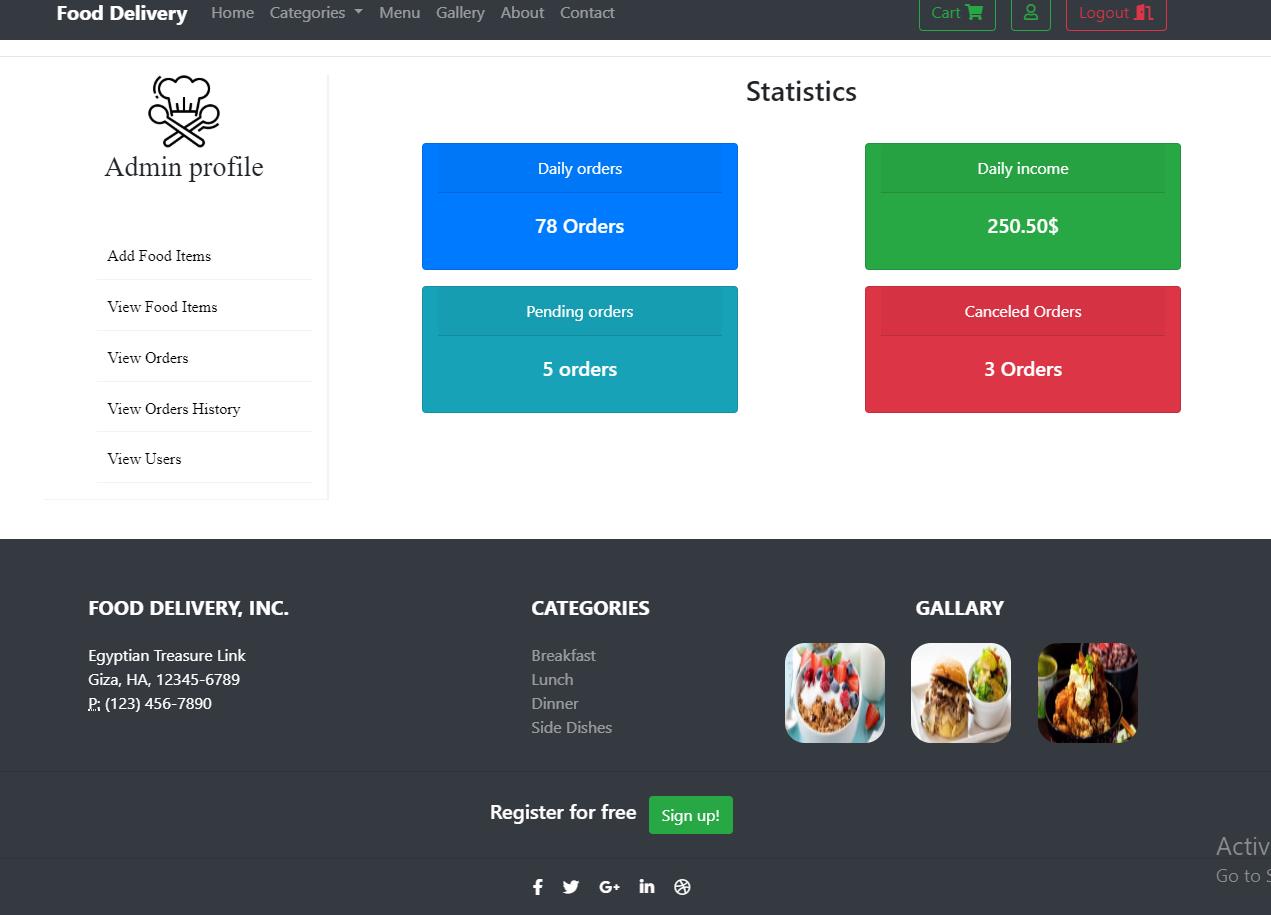 Food Delivery Home Categories Menu Gallery About Contact Cart Logout
Admin profile
Add Food Items
View Food Items
View Orders
View Orders History
View Users
Statistics
Daily orders
78 Orders
Daily income
250.50$
Pending orders
5 orders
Canceled Orders
3 Orders
FOOD DELIVERY, INC.
Egyptian Treasure Link
Giza, HA, 12345-6789
P: (123) 456-7890
CATEGORIES
Breakfast
Lunch
Dinner
Side Dishes
GALLARY
Register for free Sign up!
Activ
Go to S